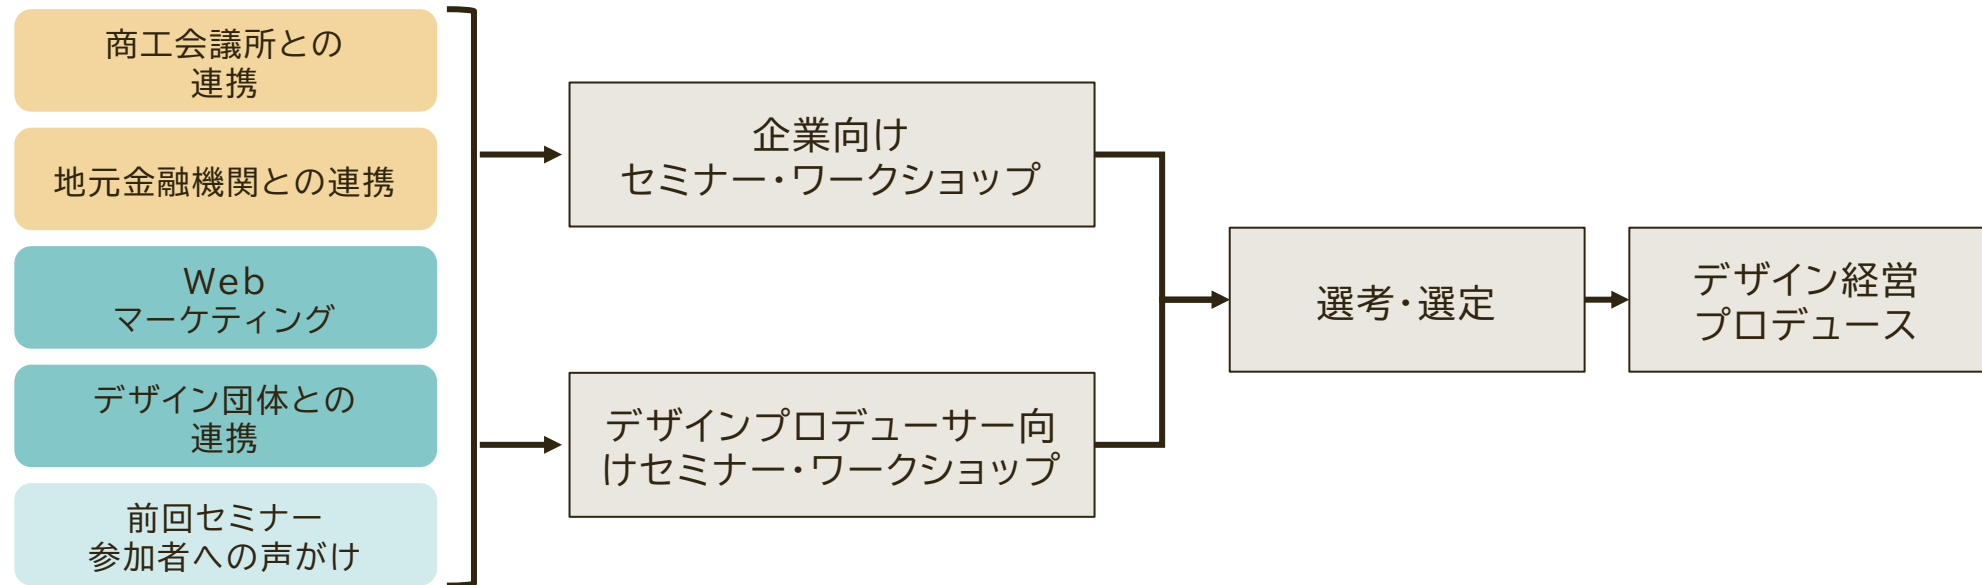 商工会議所との
連携
地元金融機関との連携
Web
マーケティング
デザイン団体との
連携
前回セミナー
参加者への声がけ
企業向け
セミナー・ワークショップ
デザインプロデューサー向
けセミナー・ワークショップ
選考・選定
デザイン経営
プロデュース